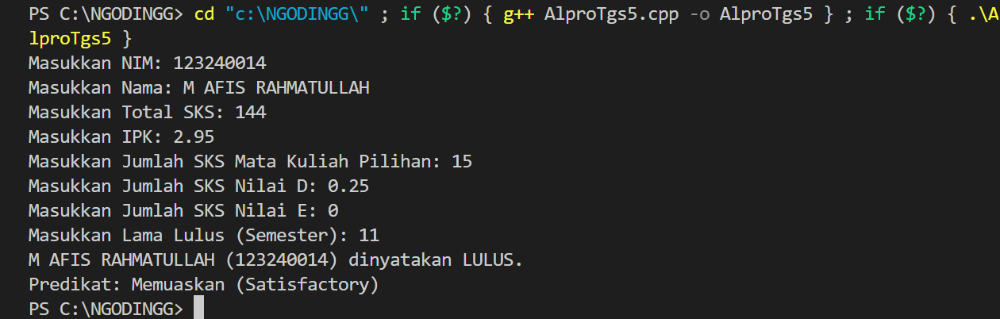 PS C:\NGODINGG> cd "c:\NGODINGG\" ; if ($?) { g++ AlproTgs5.cpp -o AlproTgs5 } ; if ($?) { .\A
lproTgs5 }
Masukkan NIM: 123240014
Masukkan Nama: M AFIS RAHMATULLAH
Masukkan Total SKS: 144
Masukkan IPK: 2.95
Masukkan Jumlah SKS Mata Kuliah Pilihan: 15
Masukkan Jumlah SKS Nilai D: 0.25
Masukkan Jumlah SKS Nilai E: 0
Masukkan Lama Lulus (Semester): 11
M AFIS RAHMATULLAH (123240014) dinyatakan LULUS.
Predikat: Memuaskan (Satisfactory)
PS C:\NGODINGG>